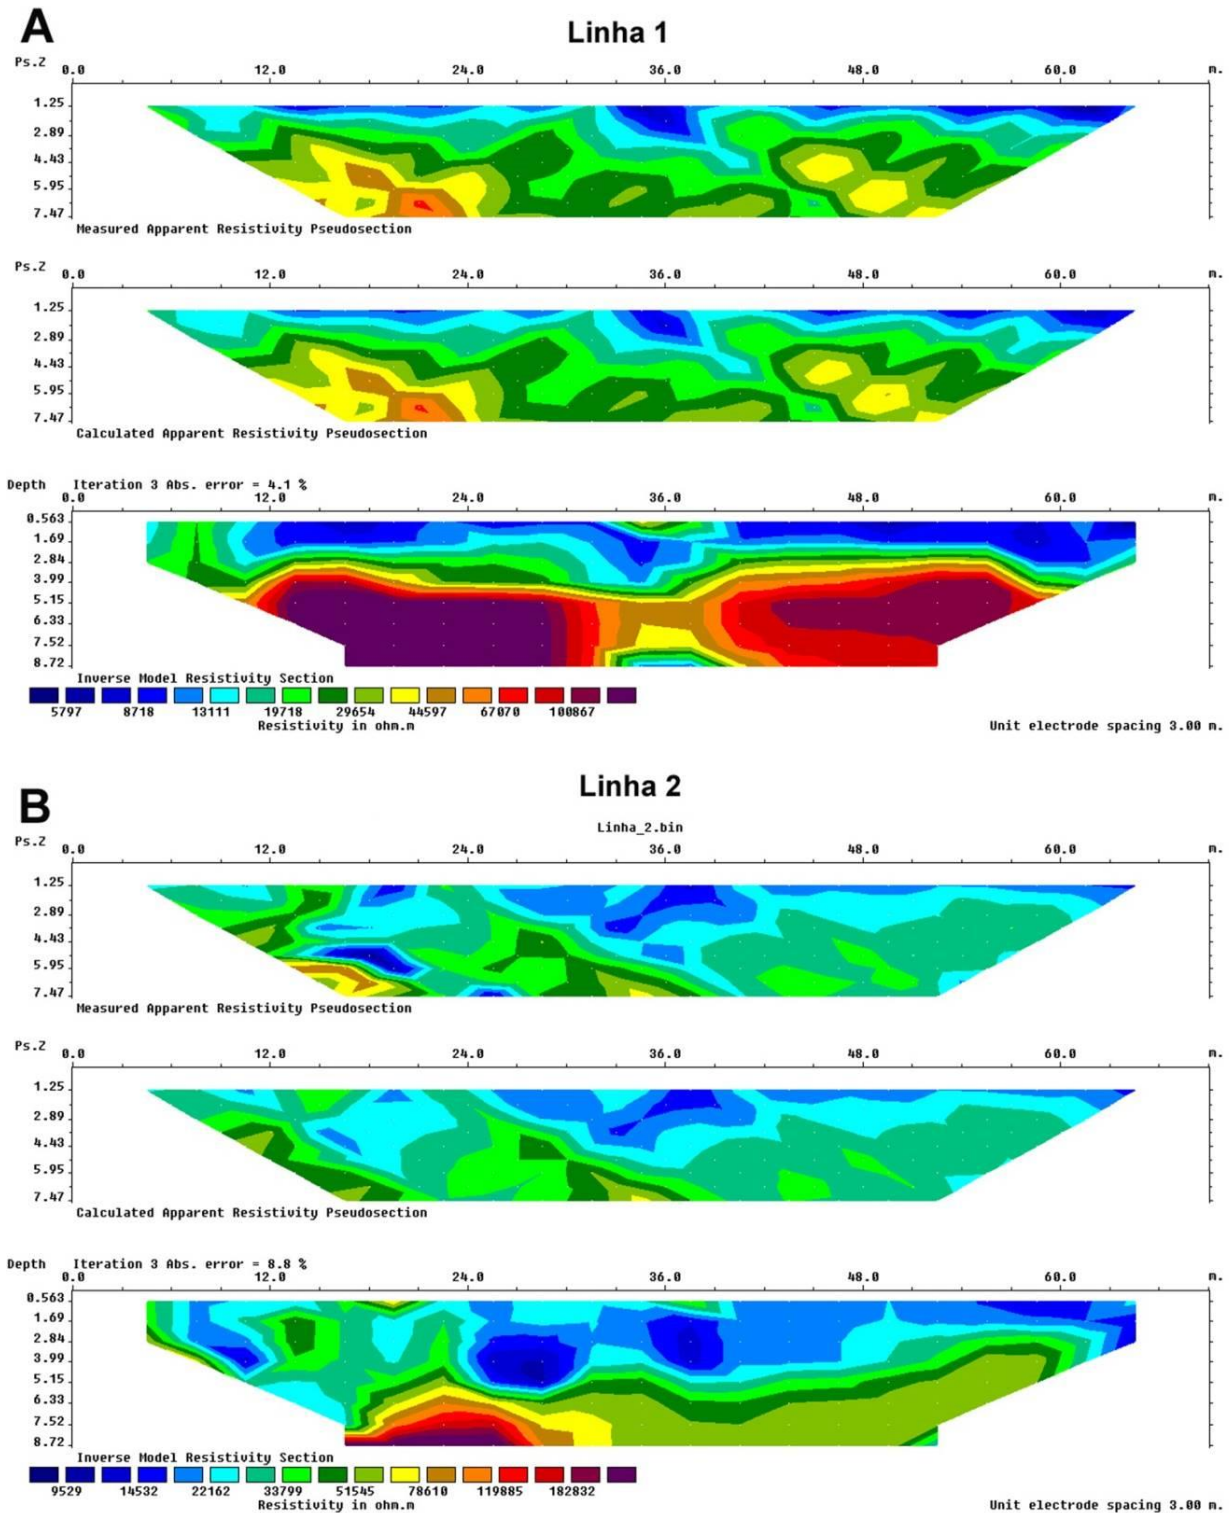 A
Linha 1
Ps.Z 0.0 12.0 24.0 36.0 48.0 60.0 m.
1.25
2.89
4.43
5.95
7.47
Measured Apparent Resistivity Pseudosection
Ps.Z 0.0 12.0 24.0 36.0 48.0 60.0 m.
1.25
2.89
4.43
5.95
7.47
Calculated Apparent Resistivity Pseudosection
Depth Iteration 3 Abs. error = 4.1 %
0.0 12.0 24.0 36.0 48.0 60.0 m.
0.563
1.69
2.84
3.99
5.15
6.33
7.52
8.72
Inverse Model Resistivity Section
5797 8718 13111 19718 29654 44597 67070 100867
Resistivity in ohm.m Unit electrode spacing 3.00 m.
Linha 2
B
Linha_2.bin
Ps.Z 0.0 12.0 24.0 36.0 48.0 60.0 m.
1.25
2.89
4.43
5.95
7.47
Measured Apparent Resistivity Pseudosection
Ps.Z 0.0 12.0 24.0 36.0 48.0 60.0 m.
1.25
2.89
4.43
5.95
7.47
Calculated Apparent Resistivity Pseudosection
Depth Iteration 3 Abs. error = 8.8 %
0.0 12.0 24.0 36.0 48.0 60.0 m.
0.563
1.69
2.84
3.99
5.15
6.33
7.52
8.72
Inverse Model Resistivity Section
9529 14532 22162 33799 51545 78610 119885 182832
Resistivity in ohm.m Unit electrode spacing 3.00 m.